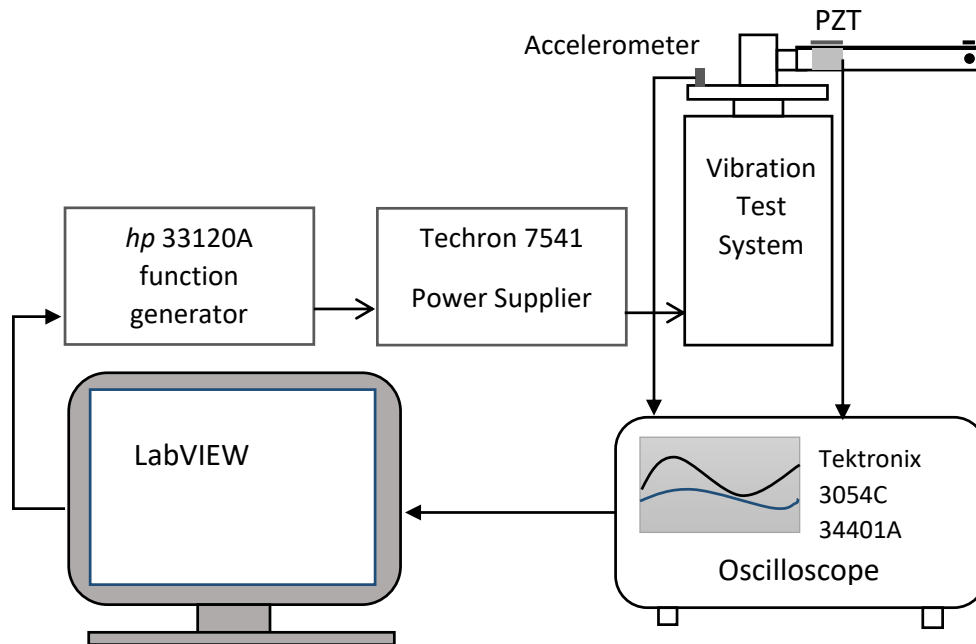 PZT
Accelerometer
Vibration
Test
System
hp 33120A
function
generator
Techron 7541
Power Supplier
LabVIEW
Tektronix
3054C
34401A
Oscilloscope